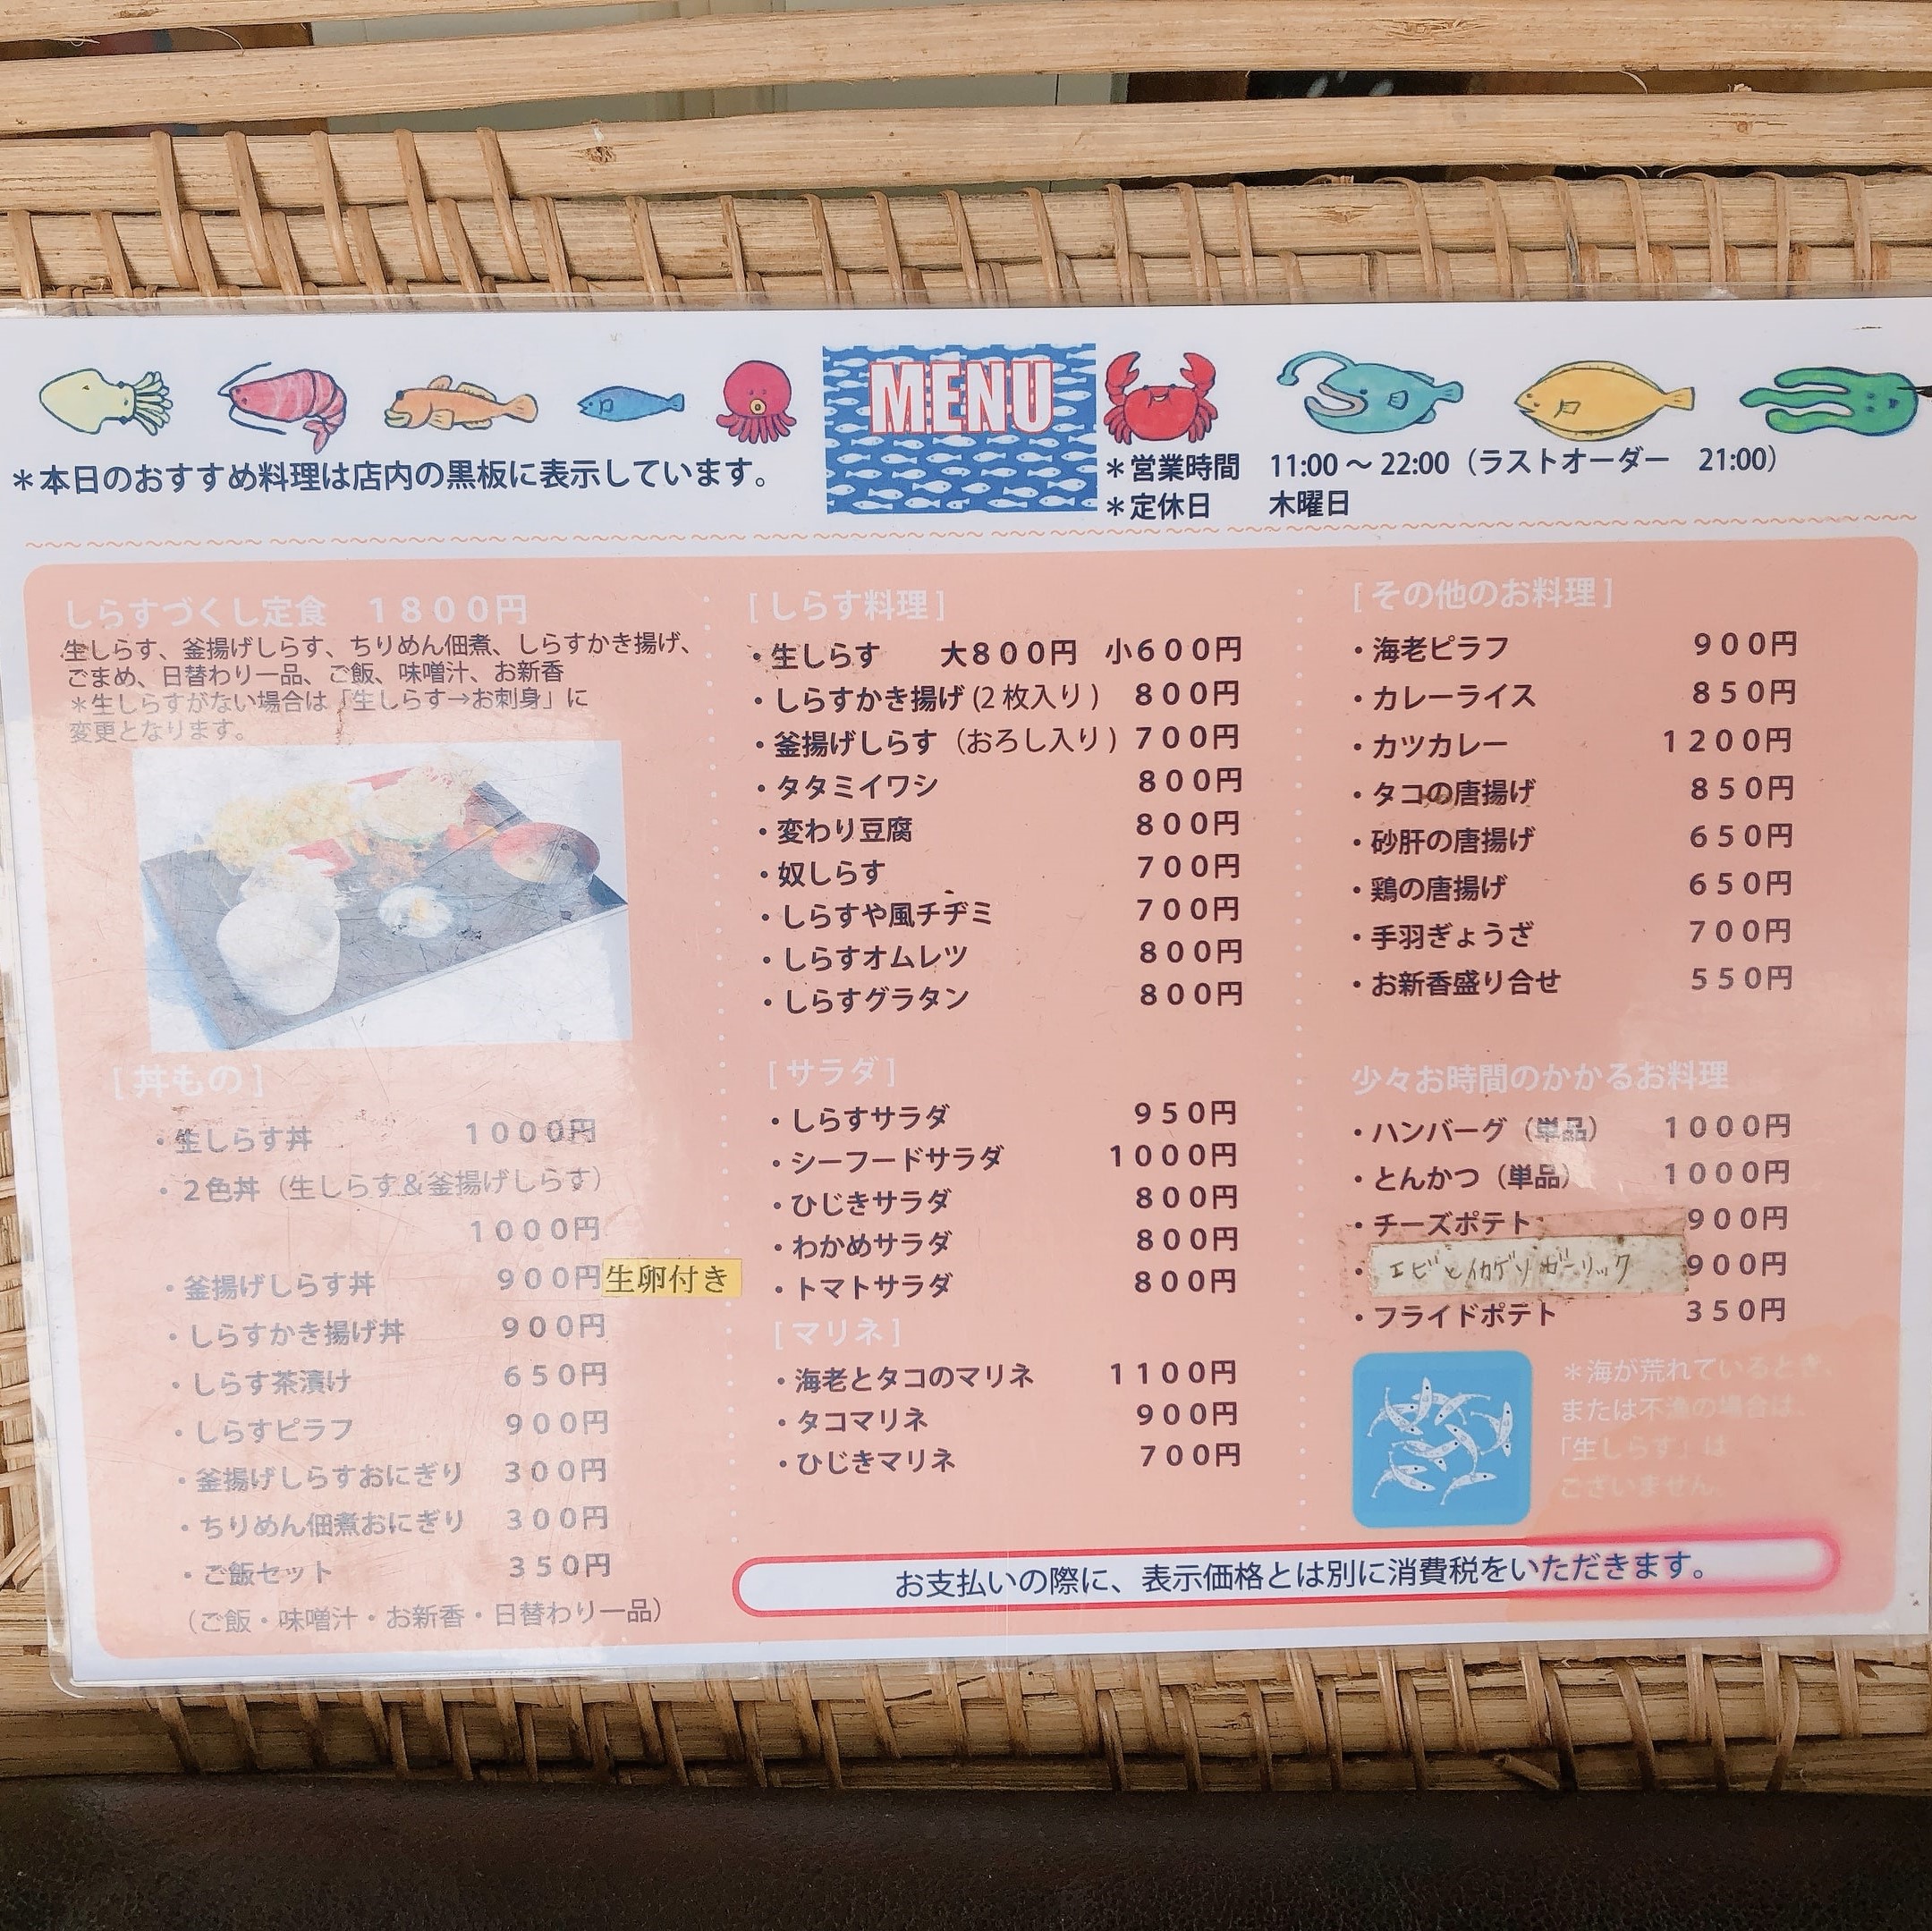 MENU
＊本日のおすすめ料理は店内の黒板に表示しています。
＊営業時間　11:00～22:00（ラストオーダー　21:00）
＊定休日　木曜日
しらすづくし定食　1800円
生しらす、釜揚げしらす、ちりめん佃煮、しらすかき揚げ、
ごまめ、日替わり一品、ご飯、味噌汁、お新香
＊生しらすがない場合は「生しらす→お刺身」に
変更となります。
［丼もの］
・生しらす丼　1000円
・2色丼（生しらす＆釜揚げしらす）
1000円
・釜揚げしらす丼　900円 生卵付き
・しらすかき揚げ丼　900円
・しらす茶漬け　650円
・しらすピラフ　900円
・釜揚げしらすおにぎり　300円
・ちりめん佃煮おにぎり　300円
・ご飯セット　350円
（ご飯・味噌汁・お新香・日替わり一品）
［しらす料理］
・生しらす　大800円　小600円
・しらすかき揚げ(2枚入り)　800円
・釜揚げしらす（おろし入り)　700円
・タタミイワシ　800円
・変わり豆腐　800円
・奴しらす　700円
・しらすや風チヂミ　700円
・しらすオムレツ　800円
・しらすグラタン　800円
［サラダ］
・しらすサラダ　950円
・シーフードサラダ　1000円
・ひじきサラダ　800円
・わかめサラダ　800円
・トマトサラダ　800円
［マリネ］
・海老とタコのマリネ　1100円
・タコマリネ　900円
・ひじきマリネ　700円
［その他のお料理］
・海老ピラフ　900円
・カレーライス　850円
・カツカレー　1200円
・タコの唐揚げ　850円
・砂肝の唐揚げ　650円
・鶏の唐揚げ　650円
・手羽ぎょうざ　700円
・お新香盛り合せ　550円
少々お時間のかかるお料理
・ハンバーグ（単品）　1000円
・とんかつ（単品）　1000円
・チーズポテト　900円
・エビとイカゲソガーリック　900円
・フライドポテト　350円
＊海が荒れているとき、
または不漁の場合は、
「生しらす」は
ございません
お支払いの際に、表示価格とは別に消費税をいただきます。